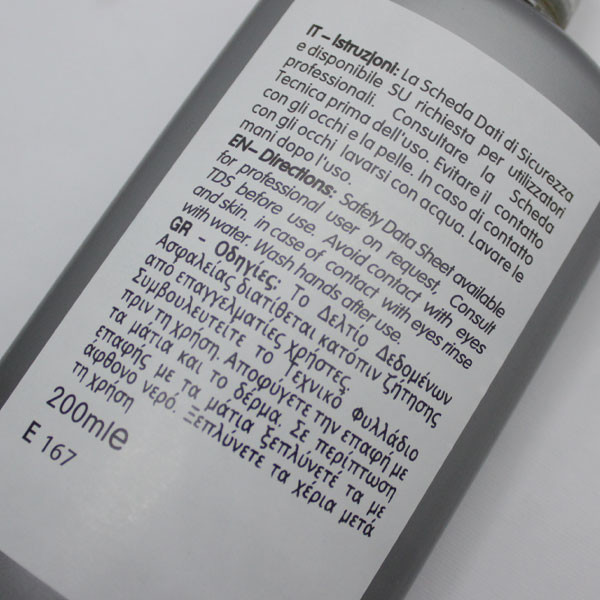 IT – Istruzioni: La Scheda Dati di Sicurezza
e disponibile SU richiesta per utilizzatori
professionali. Consultare la Scheda
Tecnica prima dell'uso. Evitare il contatto
con gli occhi e la pelle. In caso di contatto
con gli occhi lavarsi con acqua. Lavare le
mani dopo l'uso.
EN– Directions: Safety Data Sheet available
for professional user on request, Consult
TDS before use. Avoid contact with eyes
and skin. in case of contact with eyes rinse
with water. Wash hands after use.
GR - Οδηγίες: Το Δελτίο Δεδομένων
Ασφαλείας διατίθεται κατόπιν ζήτησης
από επαγγελματίες χρήστες
Συμβουλευτείτε το Τεχνικό Φυλλάδιο
πριν τη χρήση. Αποφύγετε την επαφή με
τα μάτια και το δέρμα. Σε περίπτωση
επαφής με τα μάτια ξεπλύνετέ τα με
άφθονο νερό. Ξεπλύνετε τα χέρια μετά
τη χρήση
200ml℮
E 167